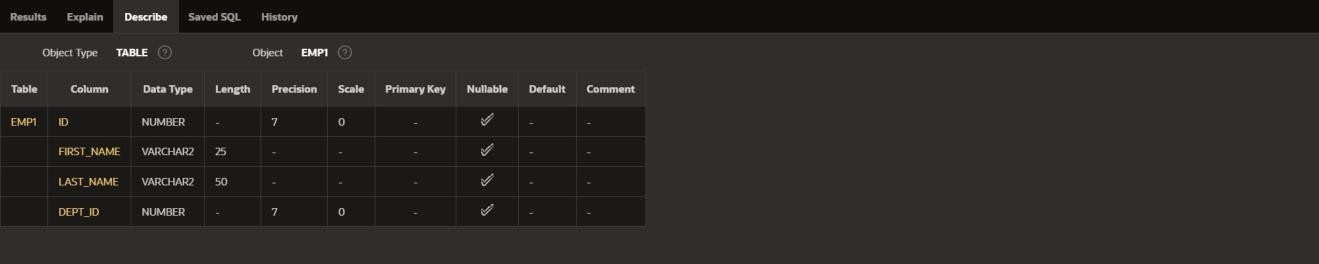 Results Explain Describe Saved SQL History
Object Type TABLE ? Object EMP1 ?
Table Column Data Type Length Precision Scale Primary Key Nullable Default Comment
EMP1 ID NUMBER - 7 0 - ✓ - -
FIRST_NAME VARCHAR2 25 - - - ✓ - -
LAST_NAME VARCHAR2 50 - - - ✓ - -
DEPT_ID NUMBER - 7 0 - ✓ - -